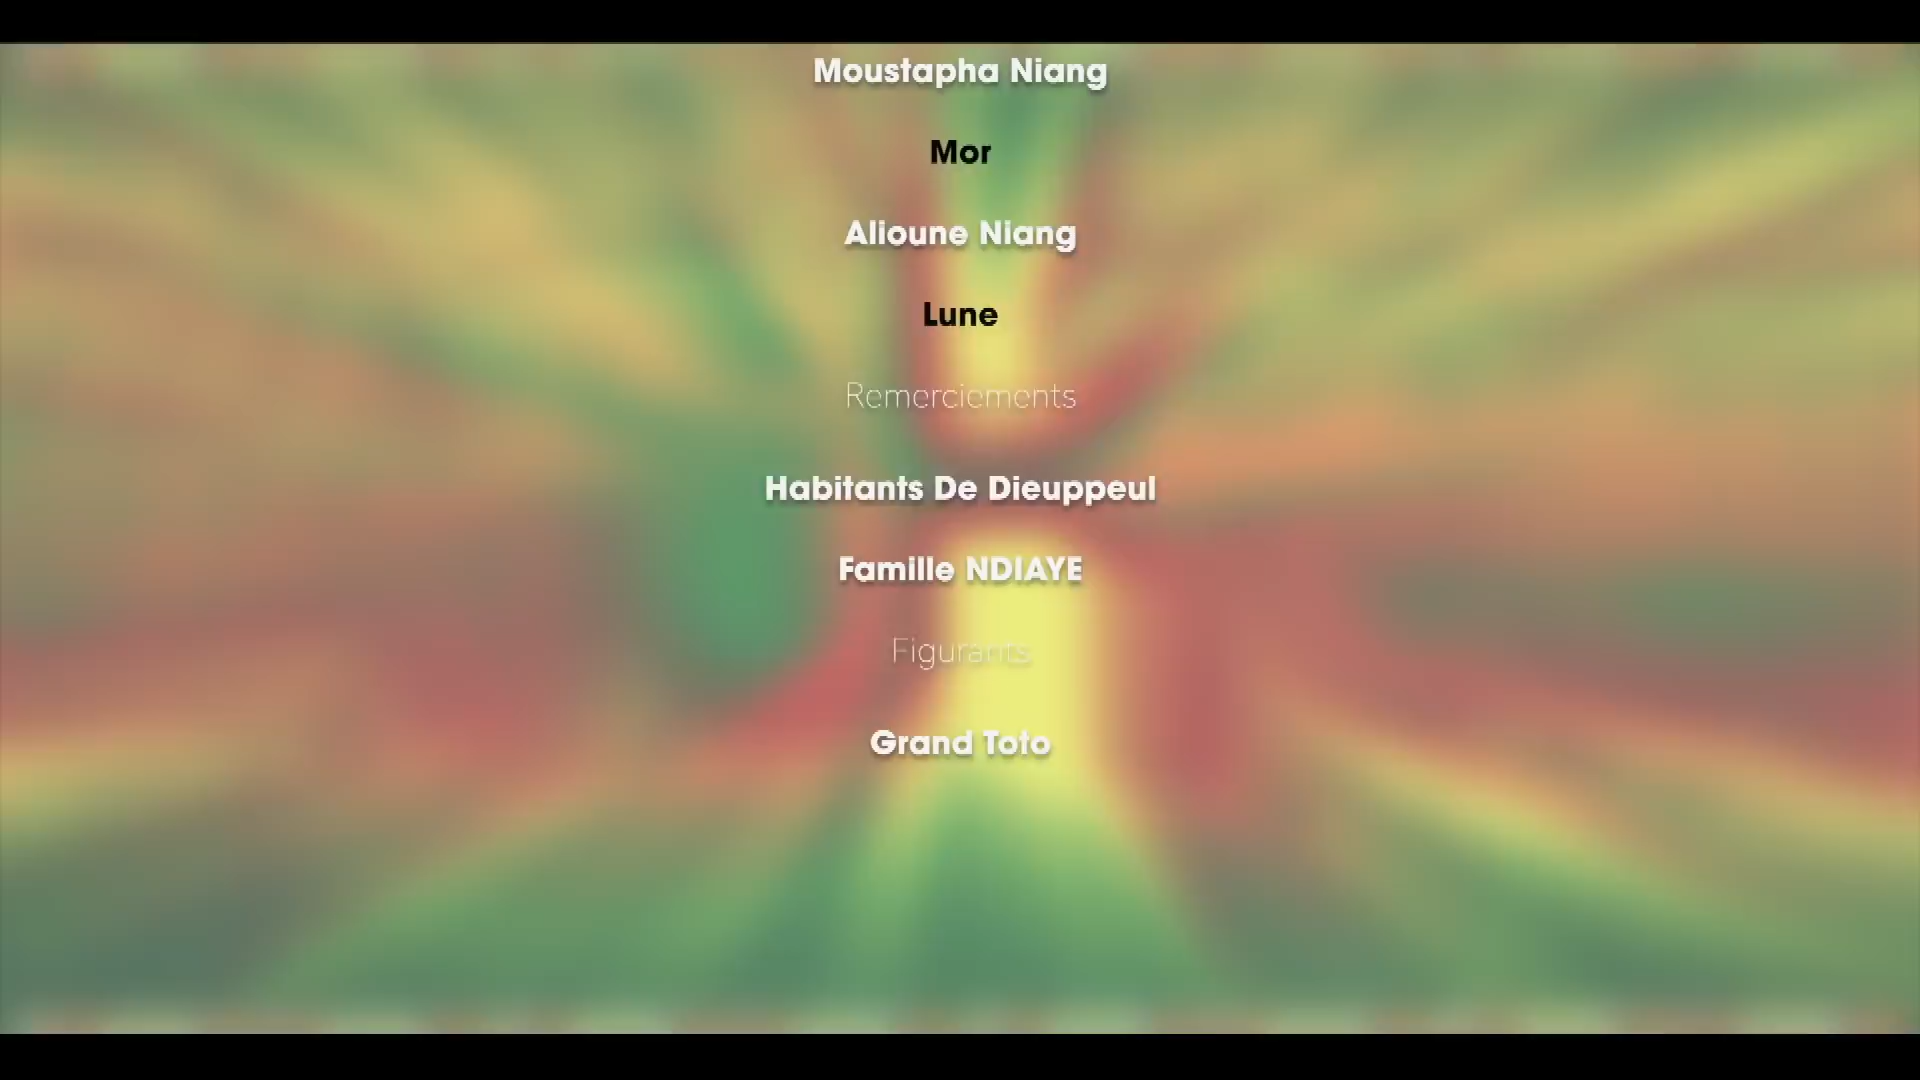 Moustapha Niang
Mor
Alioune Niang
Lune
Remerciements
Habitants De Dieuppeul
Famille NDIAYE
Figurants
Grand Toto